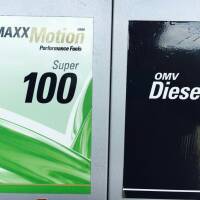 MAXXMotion
Performance Fuels
Super
100
OMV
Diese